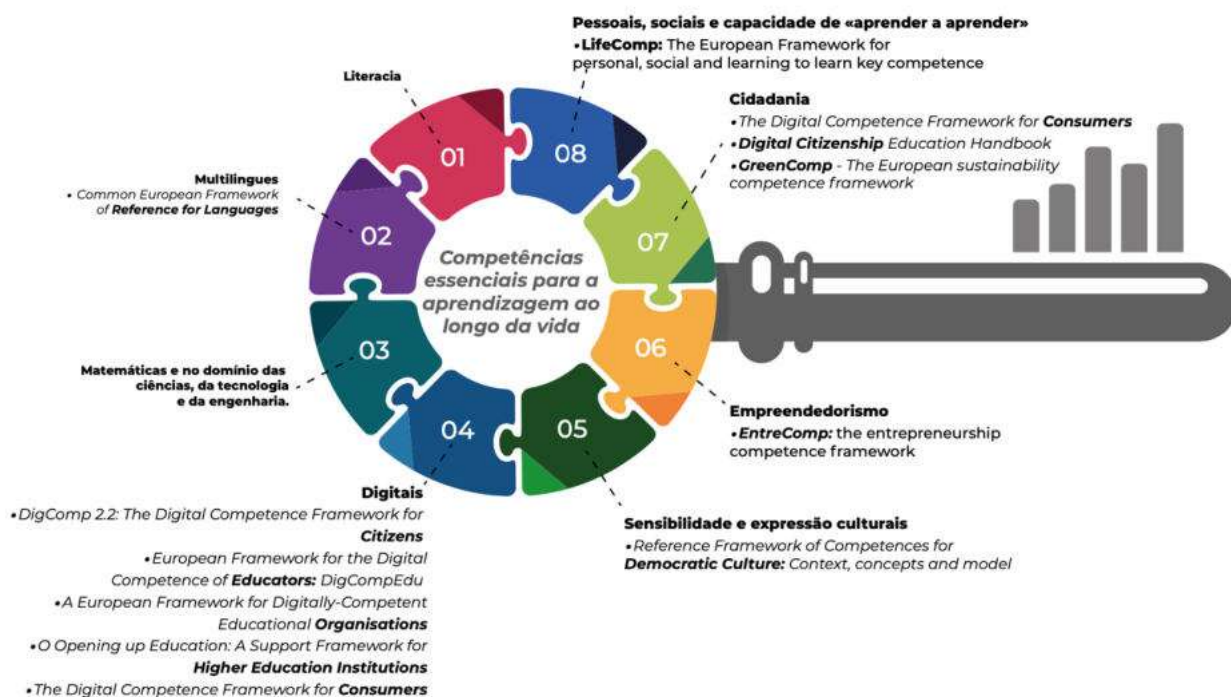 Pessoais, sociais e capacidade de «aprender a aprender»
•LifeComp: The European Framework for
personal, social and learning to learn key competence
Literacia
Cidadania
•The Digital Competence Framework for Consumers
•Digital Citizenship Education Handbook
•GreenComp - The European sustainability
competence framework
Multilingues
• Common European Framework
of Reference for Languages
01
08
02
07
Competências
essenciais para a
aprendizagem ao
longo da vida
03
06
04
05
Matemáticas e no domínio das
ciências, da tecnologia
e da engenharia.
Empreendedorismo
•EntreComp: the entrepreneurship
competence framework
Digitais
•DigComp 2.2: The Digital Competence Framework for
Citizens
•European Framework for the Digital
Competence of Educators: DigCompEdu
•A European Framework for Digitally-Competent
Educational Organisations
•O Opening up Education: A Support Framework for
Higher Education Institutions
•The Digital Competence Framework for Consumers
Sensibilidade e expressão culturais
•Reference Framework of Competences for
Democratic Culture: Context, concepts and model